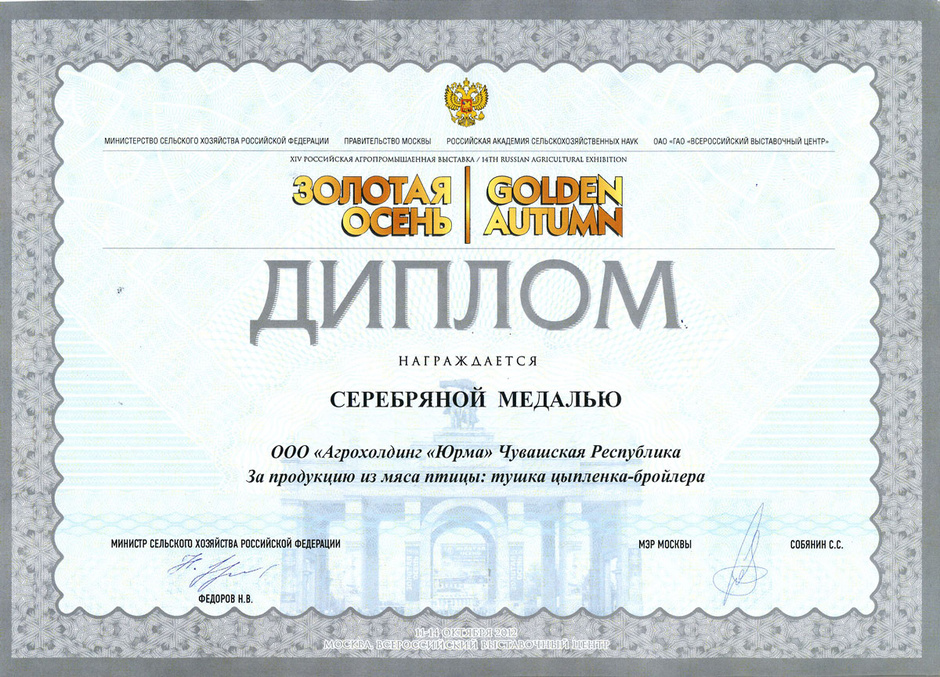 МИНИСТЕРСТВО СЕЛЬСКОГО ХОЗЯЙСТВА РОССИЙСКОЙ ФЕДЕРАЦИИ ПРАВИТЕЛЬСТВО МОСКВЫ РОССИЙСКАЯ АКАДЕМИЯ СЕЛЬСКОХОЗЯЙСТВЕННЫХ НАУК ОАО «ГАО «ВСЕРОССИЙСКИЙ ВЫСТАВОЧНЫЙ ЦЕНТР»
XIV РОССИЙСКАЯ АГРОПРОМЫШЛЕННАЯ ВЫСТАВКА / 14TH RUSSIAN AGRICULTURAL EXHIBITION
ЗОЛОТАЯ GOLDEN
ОСЕНЬ AUTUMN
ДИПЛОМ
НАГРАЖДАЕТСЯ
СЕРЕБРЯНОЙ МЕДАЛЬЮ
ООО «Агрохолдинг «Юрма» Чувашская Республика
За продукцию из мяса птицы: тушка цыпленка-бройлера
МИНИСТР СЕЛЬСКОГО ХОЗЯЙСТВА РОССИЙСКОЙ ФЕДЕРАЦИИ МЭР МОСКВЫ СОБЯНИН С.С.
ФЕДОРОВ Н.В.
11-14 ОКТЯБРЯ 2012
МОСКВА, ВСЕРОССИЙСКИЙ ВЫСТАВОЧНЫЙ ЦЕНТР